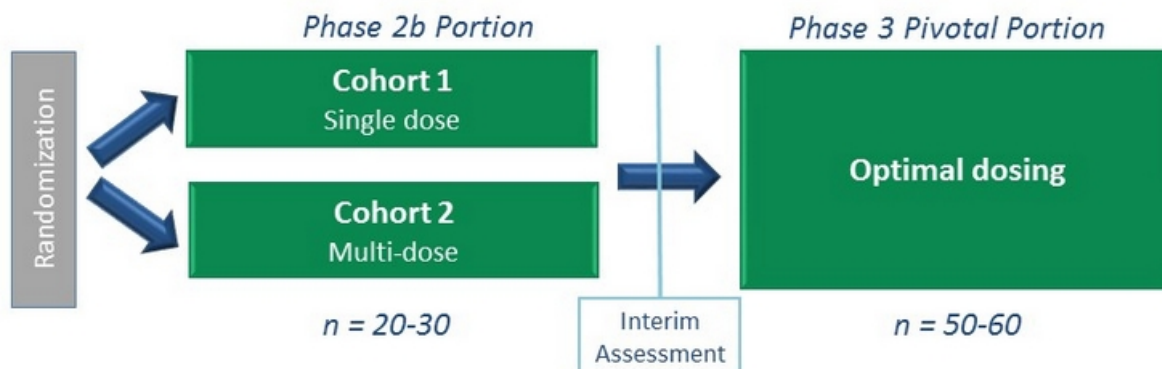 Randomization
Phase 2b Portion
Cohort 1
Single dose
Cohort 2
Multi-dose
n = 20-30
Interim
Assessment
Phase 3 Pivotal Portion
Optimal dosing
n = 50-60